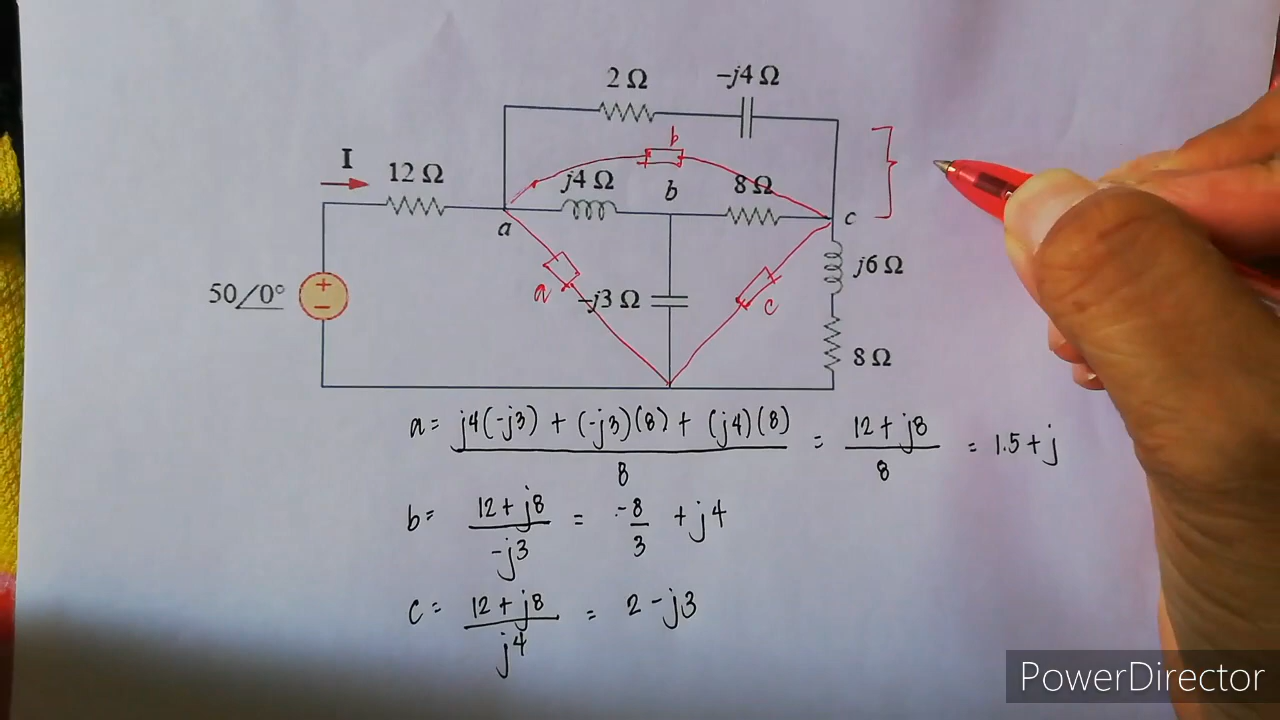 2 Ω
–j4 Ω
b
I
12 Ω
j4 Ω
b
8 Ω
a
c
50/0°
+
–
a
–j3 Ω
c
j6 Ω
8 Ω
a = j4(-j3) + (-j3)(8) + (j4)(8) / 8 = 12 + j8 / 8 = 1.5 + j
b = 12 + j8 / -j3 = -8/3 + j4
c = 12 + j8 / j4 = 2 - j3
PowerDirector